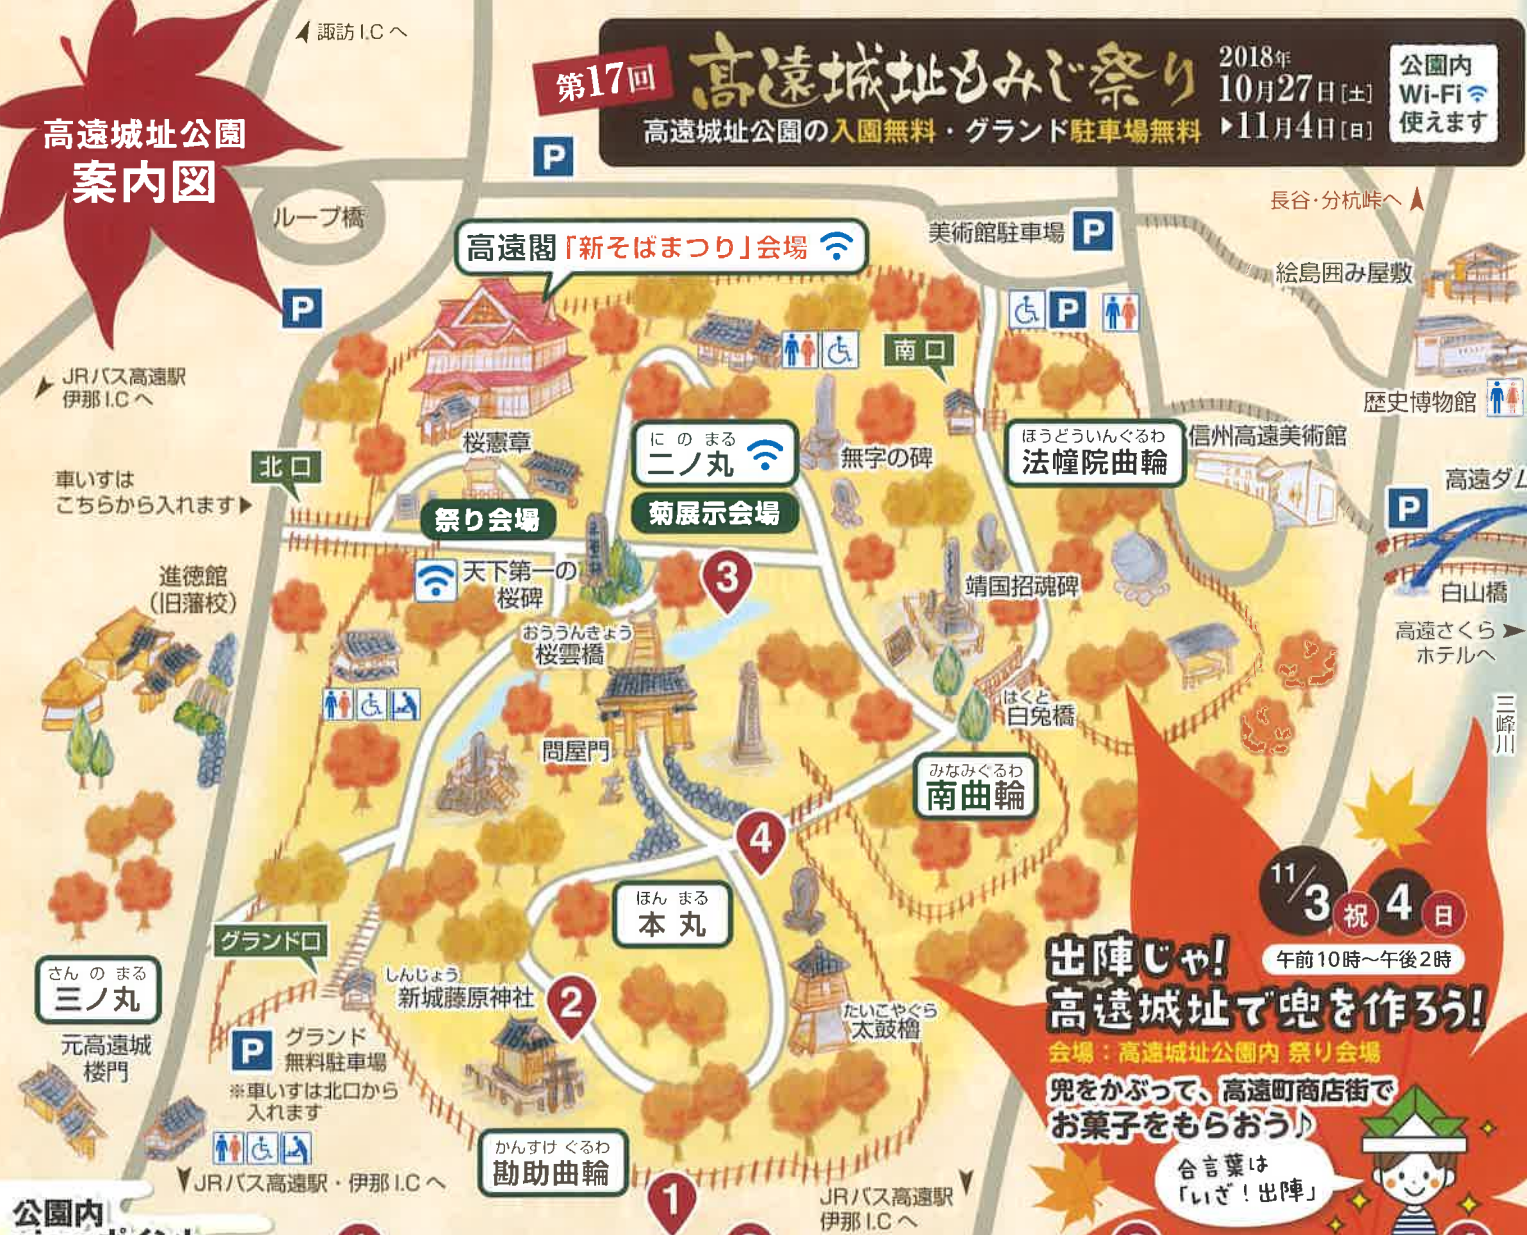 諏訪I.Cへ
第17回
高遠城址もみじ祭り
2018年
10月27日[土]
▶11月4日[日]
公園内
Wi-Fi
使えます
高遠城址公園の入園無料・グランド駐車場無料
高遠城址公園
案内図
P
ループ橋
長谷・分杭峠へ
高遠閣「新そばまつり」会場
美術館駐車場 P
絵島囲み屋敷
P
P
南口
JRバス高遠駅
伊那I.Cへ
歴史博物館
桜憲章
にのまる
二ノ丸
無字の碑
ほうどういんぐるわ
法幢院曲輪
信州高遠美術館
北口
車いすは
こちらから入れます▶
高遠ダム
P
祭り会場
菊展示会場
進徳館
(旧藩校)
天下第一の
桜碑
3
靖国招魂碑
白山橋
おううんきょう
桜雲橋
高遠さくら
ホテルへ
はくと
白兔橋
三峰川
問屋門
みなみぐるわ
南曲輪
4
ほんまる
本丸
11/3祝 4日
午前10時〜午後2時
グランド口
出陣じゃ!
高遠城址で兜を作ろう!
さんのまる
三ノ丸
しんじょう
新城藤原神社
2
たいこやぐら
太鼓櫓
元高遠城
楼門
P
グランド
無料駐車場
※車いすは北口から
入れます
会場：高遠城址公園内 祭り会場
兜をかぶって、高遠町商店街で
お菓子をもらおう♪
かんすけぐるわ
勘助曲輪
合言葉は
「いざ！出陣」
JRバス高遠駅・伊那I.Cへ
1
JRバス高遠駅
伊那I.Cへ
公園内